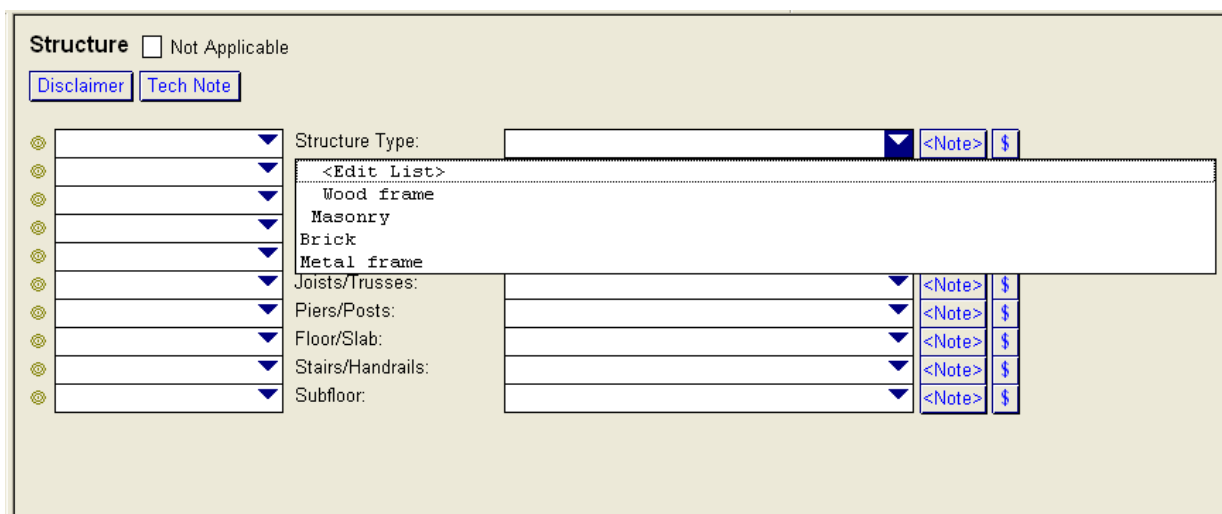 Structure Not Applicable
Disclaimer Tech Note
Structure Type: <Note> $
<Edit List>
Wood frame
Masonry
Brick
Metal frame
Joists/Trusses: <Note> $
Piers/Posts: <Note> $
Floor/Slab: <Note> $
Stairs/Handrails: <Note> $
Subfloor: <Note> $